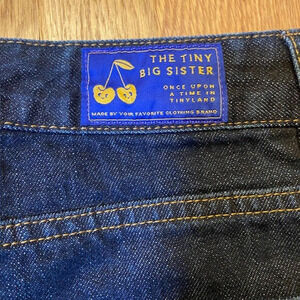 THE TINY
BIG SISTER
ONCE UPON
A TIME IN
TINYLAND
MADE BY YOUR FAVORITE CLOTHING BRAND